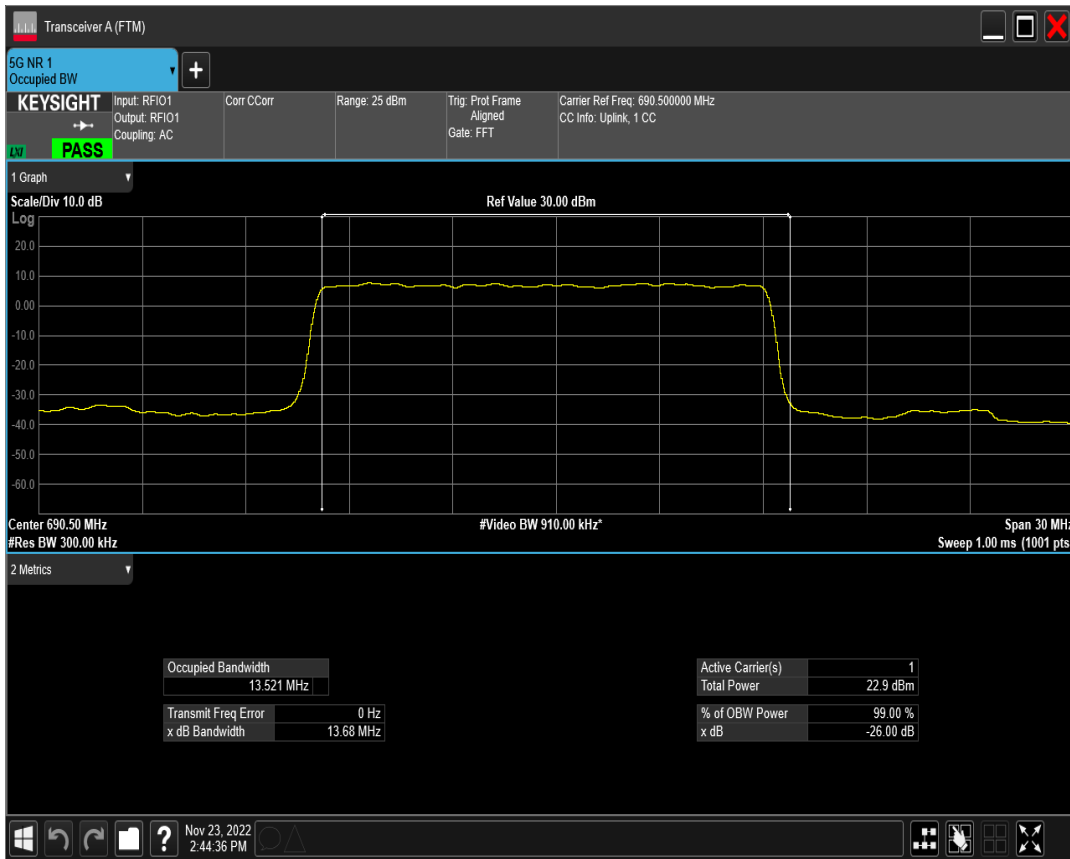 Transceiver A (FTM)
5G NR 1
Occupied BW
+
KEYSIGHT
LXI
PASS
Input: RFIO1
Output: RFIO1
Coupling: AC
Corr CCorr
Range: 25 dBm
Trig: Prot Frame
Aligned
Gate: FFT
Carrier Ref Freq: 690.500000 MHz
CC Info: Uplink, 1 CC
1 Graph
Scale/Div 10.0 dB
Ref Value 30.00 dBm
Log
20.0
10.0
0.00
-10.0
-20.0
-30.0
-40.0
-50.0
-60.0
Center 690.50 MHz
#Video BW 910.00 kHz*
Span 30 MHz
#Res BW 300.00 kHz
Sweep 1.00 ms (1001 pts
2 Metrics
Occupied Bandwidth
13.521 MHz
Transmit Freq Error 0 Hz
x dB Bandwidth 13.68 MHz
Active Carrier(s) 1
Total Power 22.9 dBm
% of OBW Power 99.00 %
x dB -26.00 dB
?
Nov 23, 2022
2:44:36 PM